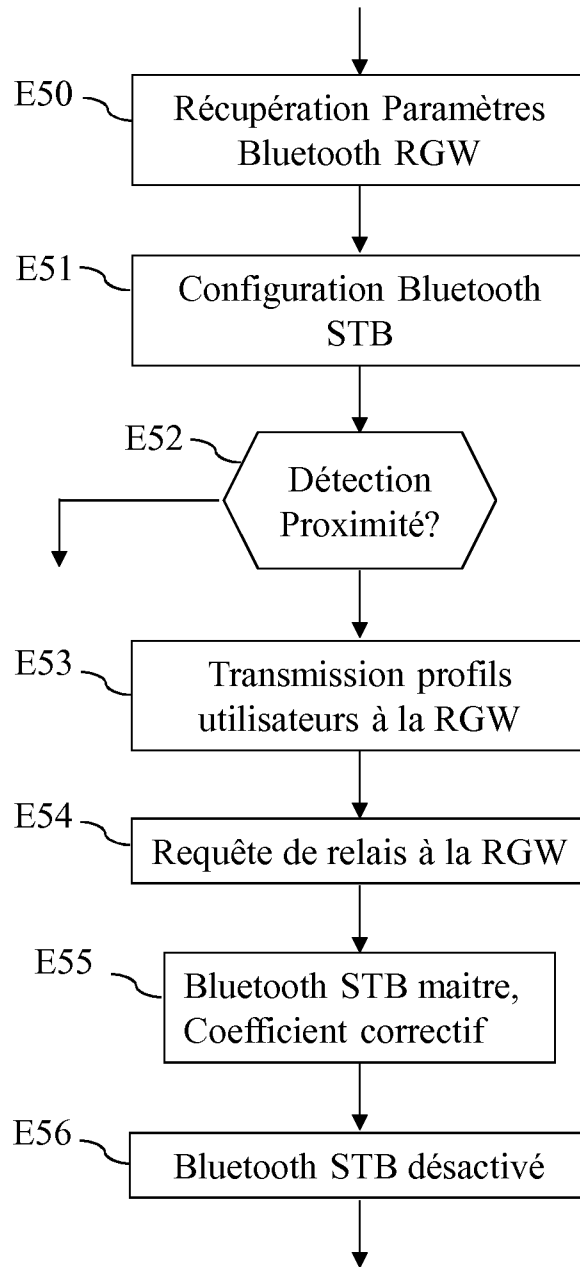 E50
Récupération Paramètres
Bluetooth RGW
E51
Configuration Bluetooth
STB
E52
Détection
Proximité?
E53
Transmission profils
utilisateurs à la RGW
E54
Requête de relais à la RGW
E55
Bluetooth STB maitre,
Coefficient correctif
E56
Bluetooth STB désactivé